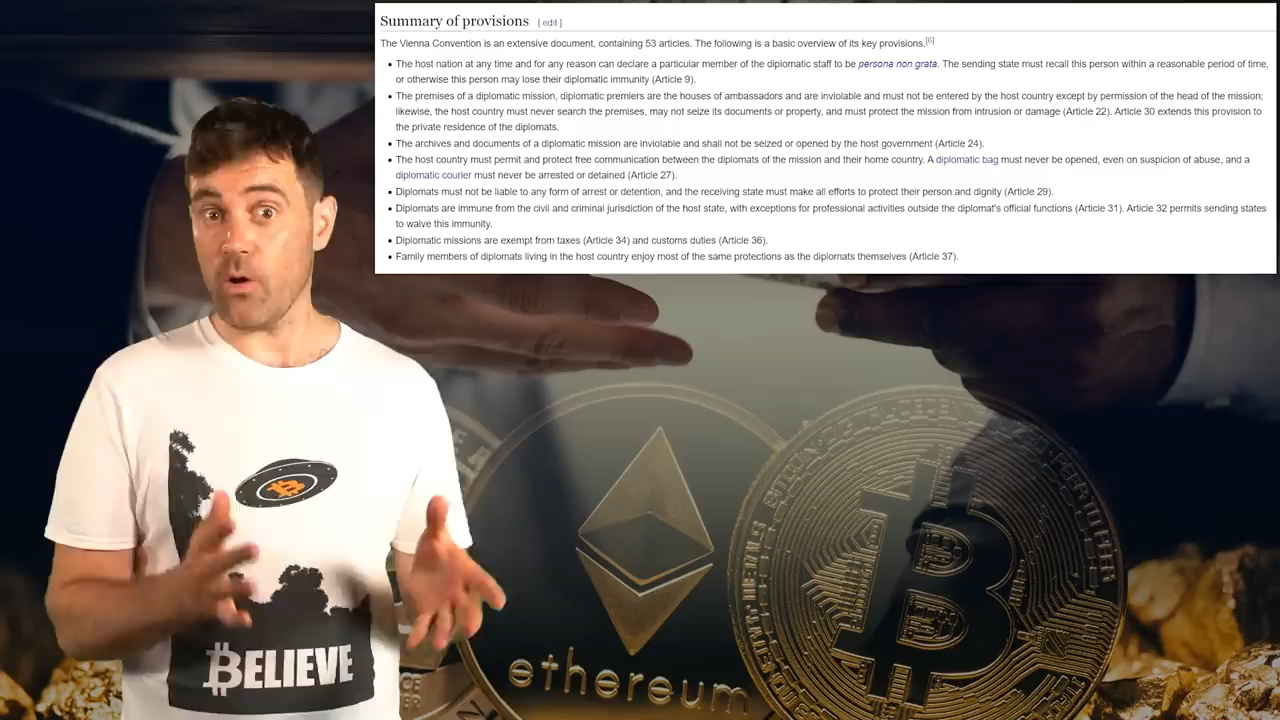 Summary of provisions [ edit ]
The Vienna Convention is an extensive document, containing 53 articles. The following is a basic overview of its key provisions.[6]
• The host nation at any time and for any reason can declare a particular member of the diplomatic staff to be persona non grata. The sending state must recall this person within a reasonable period of time,
or otherwise this person may lose their diplomatic immunity (Article 9).
• The premises of a diplomatic mission, diplomatic premiers are the houses of ambassadors and are inviolable and must not be entered by the host country except by permission of the head of the mission;
likewise, the host country must never search the premises, may not seize its documents or property, and must protect the mission from intrusion or damage (Article 22). Article 30 extends this provision to
the private residence of the diplomats.
• The archives and documents of a diplomatic mission are inviolable and shall not be seized or opened by the host government (Article 24).
• The host country must permit and protect free communication between the diplomats of the mission and their home country. A diplomatic bag must never be opened, even on suspicion of abuse, and a
diplomatic courier must never be arrested or detained (Article 27).
• Diplomats must not be liable to any form of arrest or detention, and the receiving state must make all efforts to protect their person and dignity (Article 29).
• Diplomats are immune from the civil and criminal jurisdiction of the host state, with exceptions for professional activities outside the diplomat's official functions (Article 31). Article 32 permits sending states
to waive this immunity.
• Diplomatic missions are exempt from taxes (Article 34) and customs duties (Article 36).
• Family members of diplomats living in the host country enjoy most of the same protections as the diplomats themselves (Article 37).
₿ELIEVE
ethereum